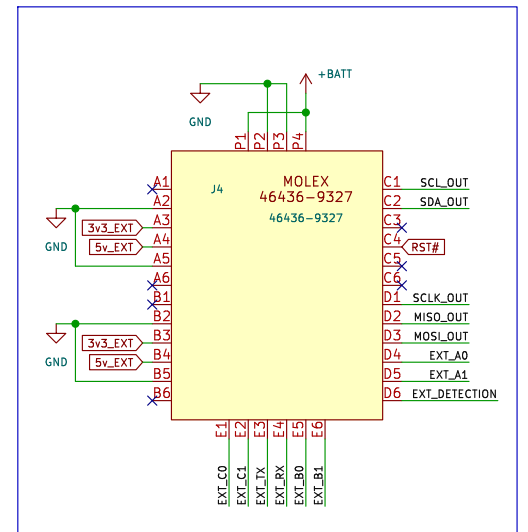 +BATT
GND
P1 P2 P3 P4
A1 J4 MOLEX C1 SCL_OUT
46436-9327
A2 46436-9327 C2 SDA_OUT
3v3_EXT A3 C3
GND 5v_EXT A4 C4 RST#
A5 C5
A6 C6
B1 D1 SCLK_OUT
B2 D2 MISO_OUT
3v3_EXT B3 D3 MOSI_OUT
GND 5v_EXT B4 D4 EXT_A0
B5 D5 EXT_A1
B6 D6 EXT_DETECTION
E1 E2 E3 E4 E5 E6
EXT_C0 EXT_C1 EXT_TX EXT_RX EXT_B0 EXT_B1